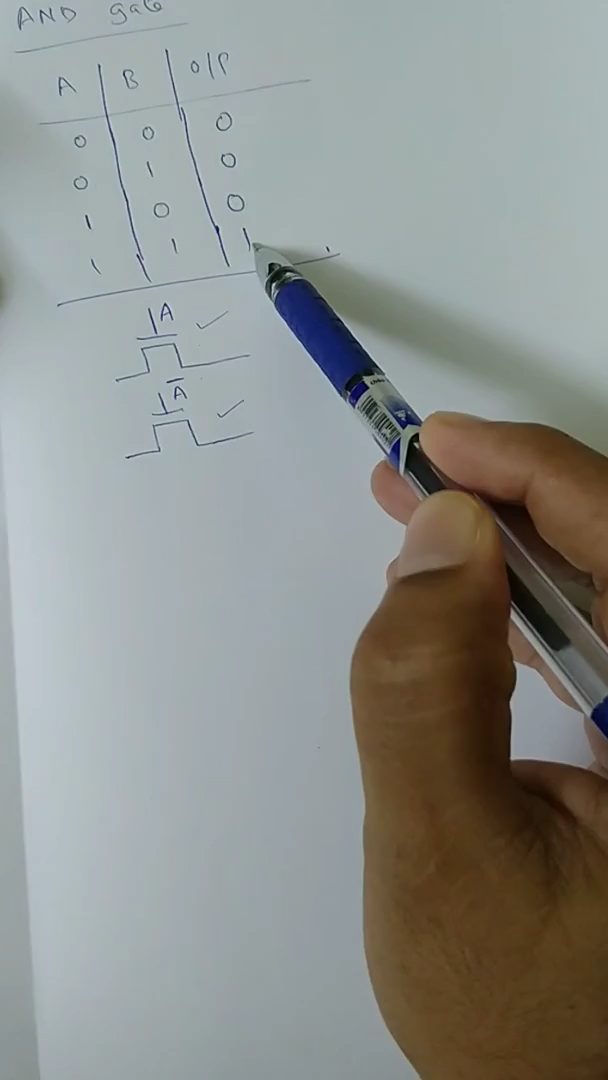 AND gate
A B O/P
0 0 0
0 1 0
1 0 0
1 1 1
A ✓
A̅ ✓